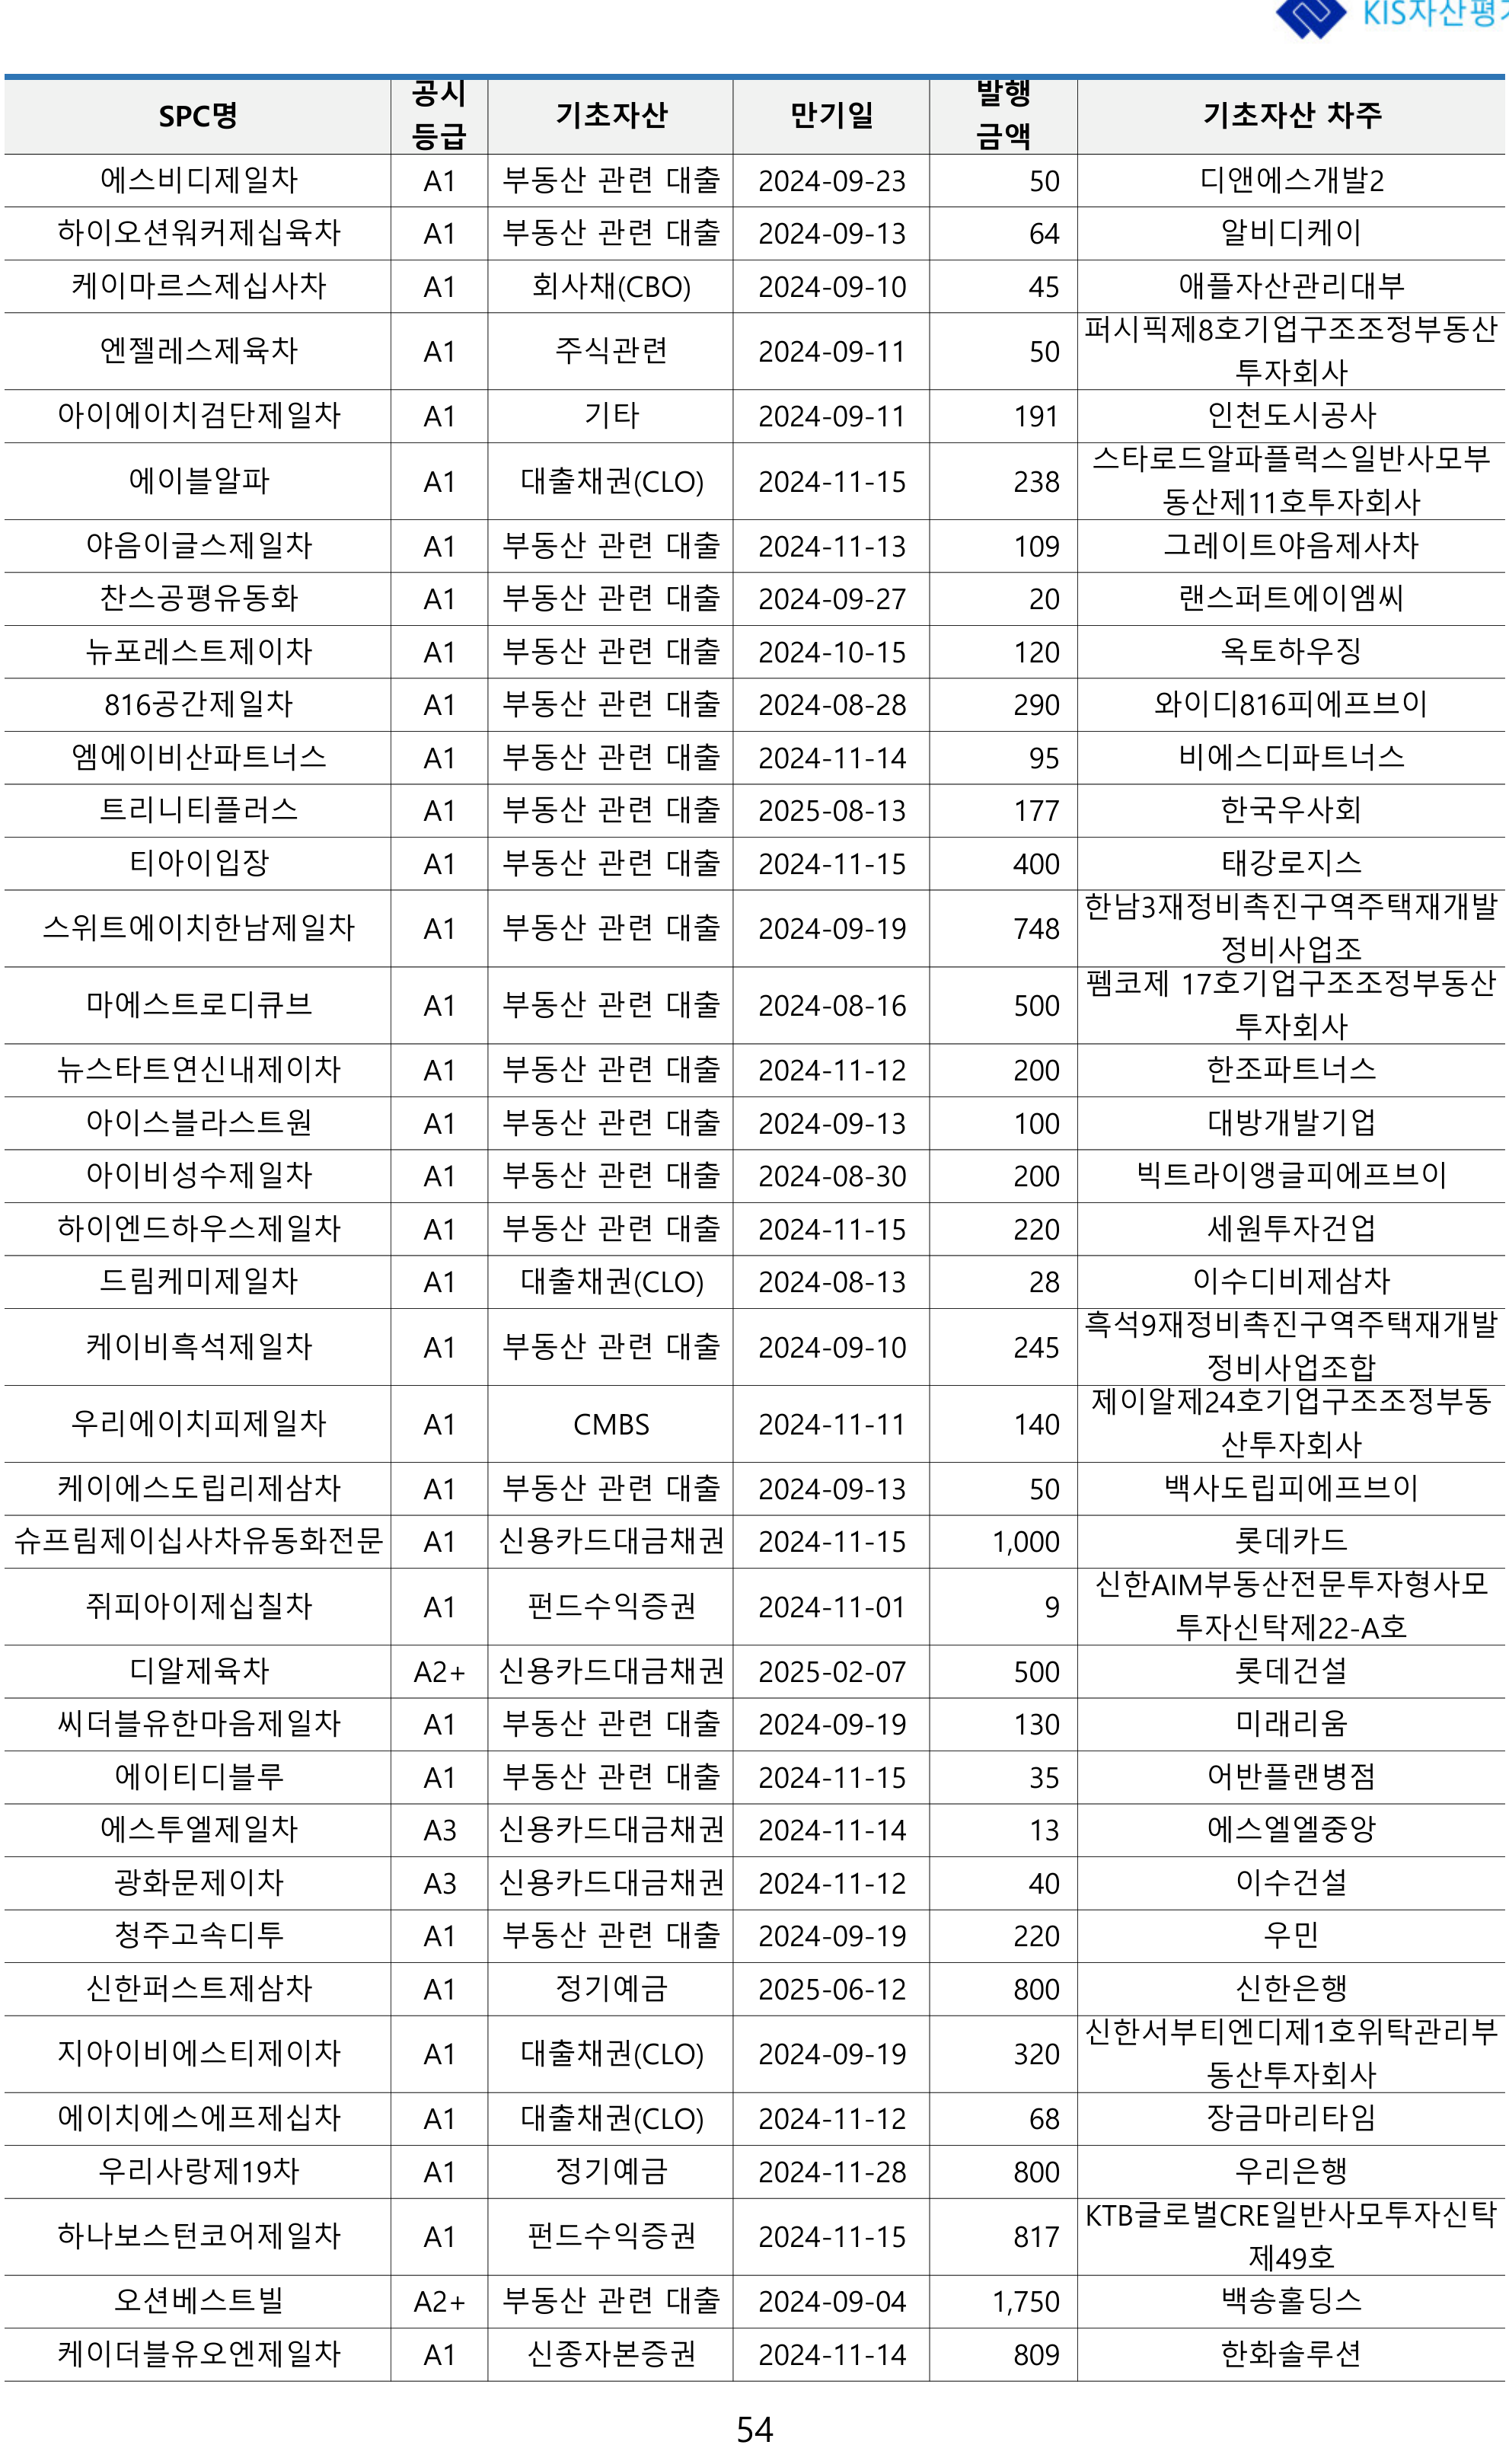 KIS자산평가
SPC명 공시등급 기초자산 만기일 발행금액 기초자산 차주
에스비디제일차 A1 부동산 관련 대출 2024-09-23 50 디앤에스개발2
하이오션워커제십육차 A1 부동산 관련 대출 2024-09-13 64 알비디케이
케이마르스제십사차 A1 회사채(CBO) 2024-09-10 45 애플자산관리대부
엔젤레스제육차 A1 주식관련 2024-09-11 50 퍼시픽제8호기업구조조정부동산
투자회사
아이에이치검단제일차 A1 기타 2024-09-11 191 인천도시공사
에이블알파 A1 대출채권(CLO) 2024-11-15 238 스타로드알파플럭스일반사모부
동산제11호투자회사
야음이글스제일차 A1 부동산 관련 대출 2024-11-13 109 그레이트야음제사차
찬스공평유동화 A1 부동산 관련 대출 2024-09-27 20 랜스퍼트에이엠씨
뉴포레스트제이차 A1 부동산 관련 대출 2024-10-15 120 옥토하우징
816공간제일차 A1 부동산 관련 대출 2024-08-28 290 와이디816피에프브이
엠에이비산파트너스 A1 부동산 관련 대출 2024-11-14 95 비에스디파트너스
트리니티플러스 A1 부동산 관련 대출 2025-08-13 177 한국우사회
티아이입장 A1 부동산 관련 대출 2024-11-15 400 태강로지스
스위트에이치한남제일차 A1 부동산 관련 대출 2024-09-19 748 한남3재정비촉진구역주택재개발
정비사업조
마에스트로디큐브 A1 부동산 관련 대출 2024-08-16 500 펨코제 17호기업구조조정부동산
투자회사
뉴스타트연신내제이차 A1 부동산 관련 대출 2024-11-12 200 한조파트너스
아이스블라스트원 A1 부동산 관련 대출 2024-09-13 100 대방개발기업
아이비성수제일차 A1 부동산 관련 대출 2024-08-30 200 빅트라이앵글피에프브이
하이엔드하우스제일차 A1 부동산 관련 대출 2024-11-15 220 세원투자건업
드림케미제일차 A1 대출채권(CLO) 2024-08-13 28 이수디비제삼차
케이비흑석제일차 A1 부동산 관련 대출 2024-09-10 245 흑석9재정비촉진구역주택재개발
정비사업조합
우리에이치피제일차 A1 CMBS 2024-11-11 140 제이알제24호기업구조조정부동
산투자회사
케이에스도립리제삼차 A1 부동산 관련 대출 2024-09-13 50 백사도립피에프브이
슈프림제이십사차유동화전문 A1 신용카드대금채권 2024-11-15 1,000 롯데카드
쥐피아이제십칠차 A1 펀드수익증권 2024-11-01 9 신한AIM부동산전문투자형사모
투자신탁제22-A호
디알제육차 A2+ 신용카드대금채권 2025-02-07 500 롯데건설
씨더블유한마음제일차 A1 부동산 관련 대출 2024-09-19 130 미래리움
에이티디블루 A1 부동산 관련 대출 2024-11-15 35 어반플랜병점
에스투엘제일차 A3 신용카드대금채권 2024-11-14 13 에스엘엘중앙
광화문제이차 A3 신용카드대금채권 2024-11-12 40 이수건설
청주고속디투 A1 부동산 관련 대출 2024-09-19 220 우민
신한퍼스트제삼차 A1 정기예금 2025-06-12 800 신한은행
지아이비에스티제이차 A1 대출채권(CLO) 2024-09-19 320 신한서부티엔디제1호위탁관리부
동산투자회사
에이치에스에프제십차 A1 대출채권(CLO) 2024-11-12 68 장금마리타임
우리사랑제19차 A1 정기예금 2024-11-28 800 우리은행
하나보스턴코어제일차 A1 펀드수익증권 2024-11-15 817 KTB글로벌CRE일반사모투자신탁
제49호
오션베스트빌 A2+ 부동산 관련 대출 2024-09-04 1,750 백송홀딩스
케이더블유오엔제일차 A1 신종자본증권 2024-11-14 809 한화솔루션
54